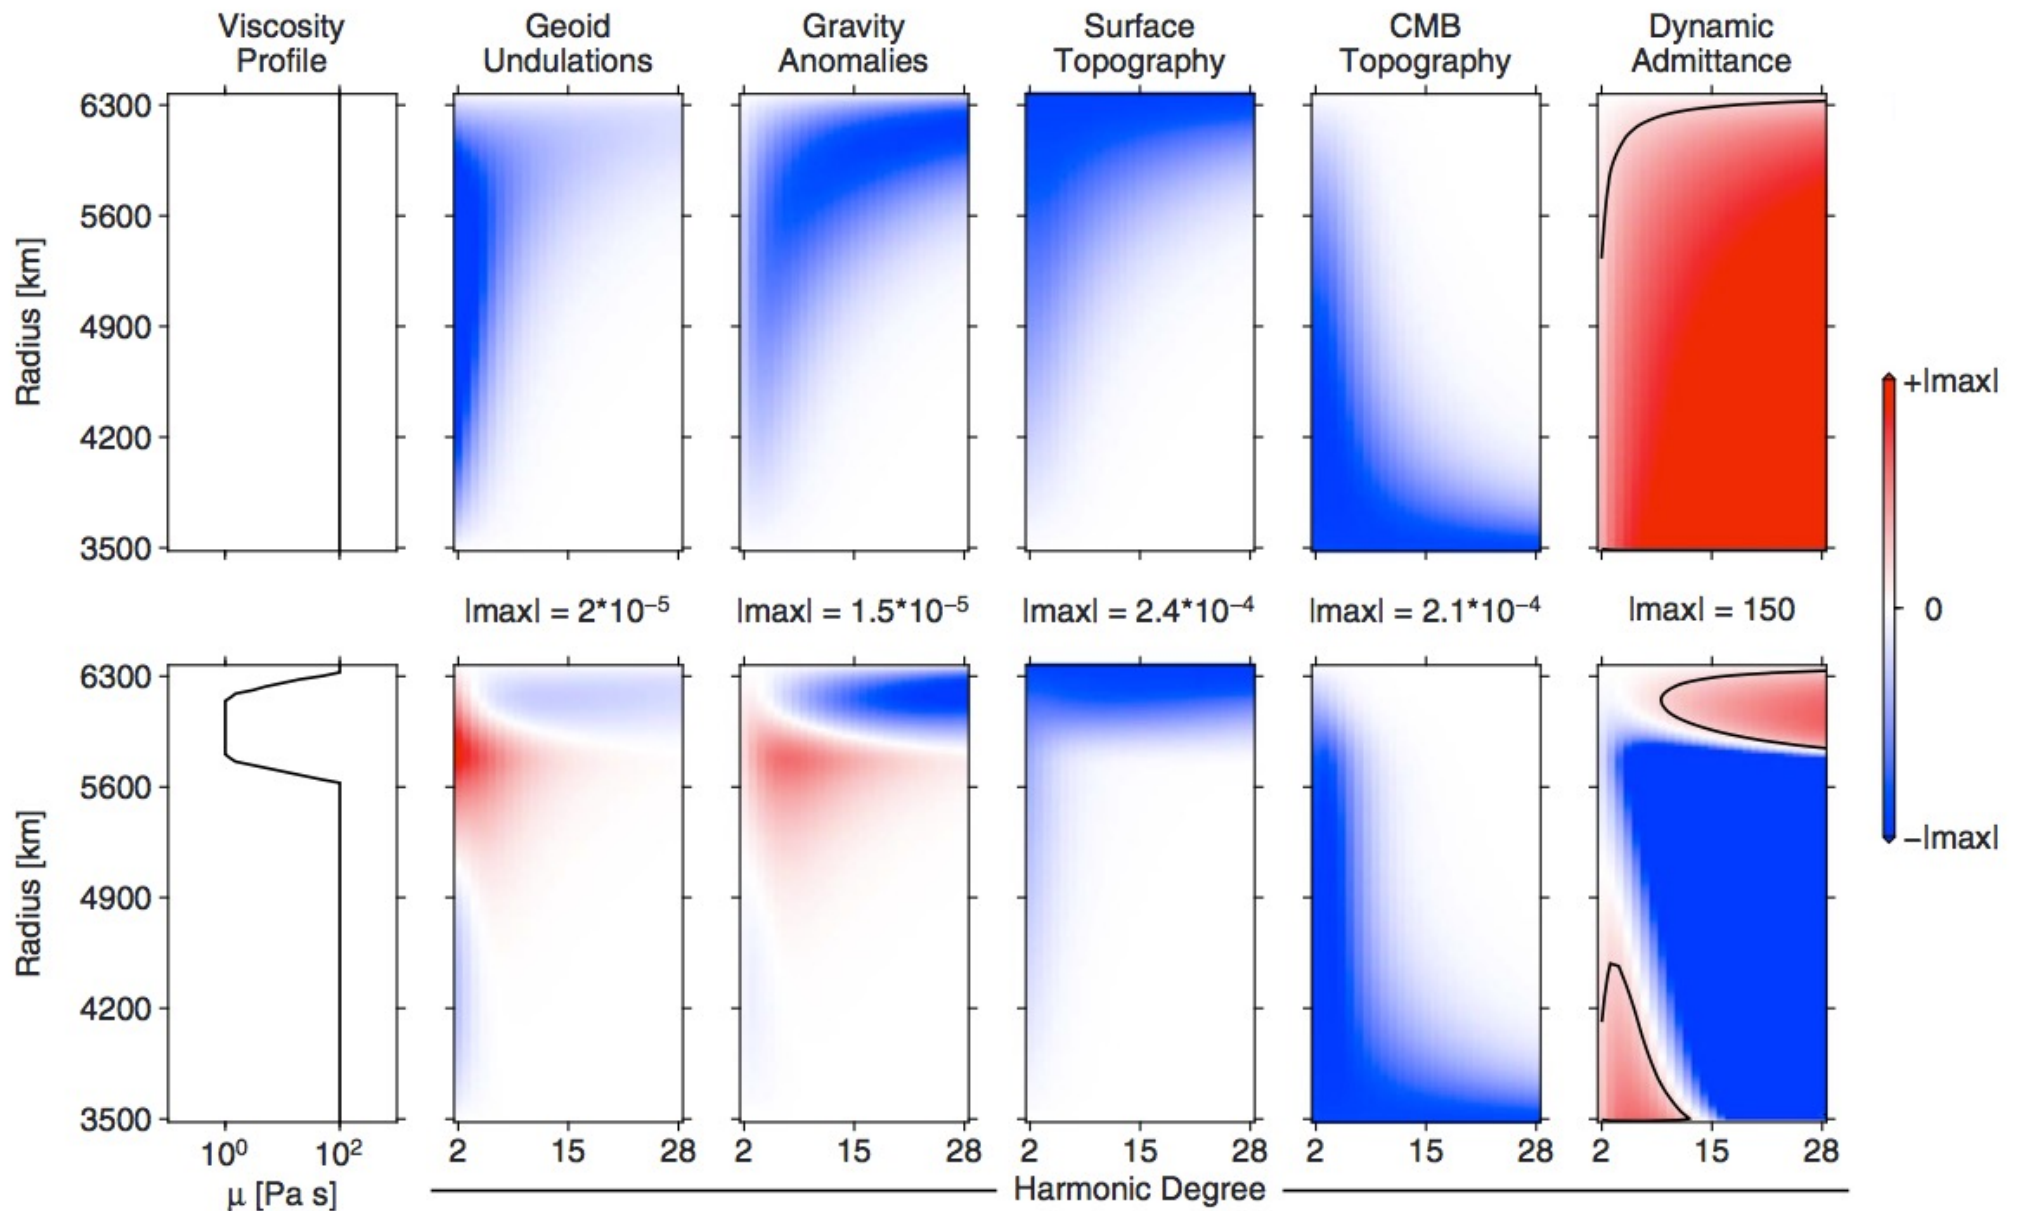 Viscosity
Profile
Geoid
Undulations
Gravity
Anomalies
Surface
Topography
CMB
Topography
Dynamic
Admittance
Radius [km]
6300
5600
4900
4200
3500
|max| = 2*10⁻⁵
|max| = 1.5*10⁻⁵
|max| = 2.4*10⁻⁴
|max| = 2.1*10⁻⁴
|max| = 150
+|max|
0
−|max|
Radius [km]
6300
5600
4900
4200
3500
10⁰ 10²
2 15 28
2 15 28
2 15 28
2 15 28
2 15 28
μ [Pa s]
Harmonic Degree